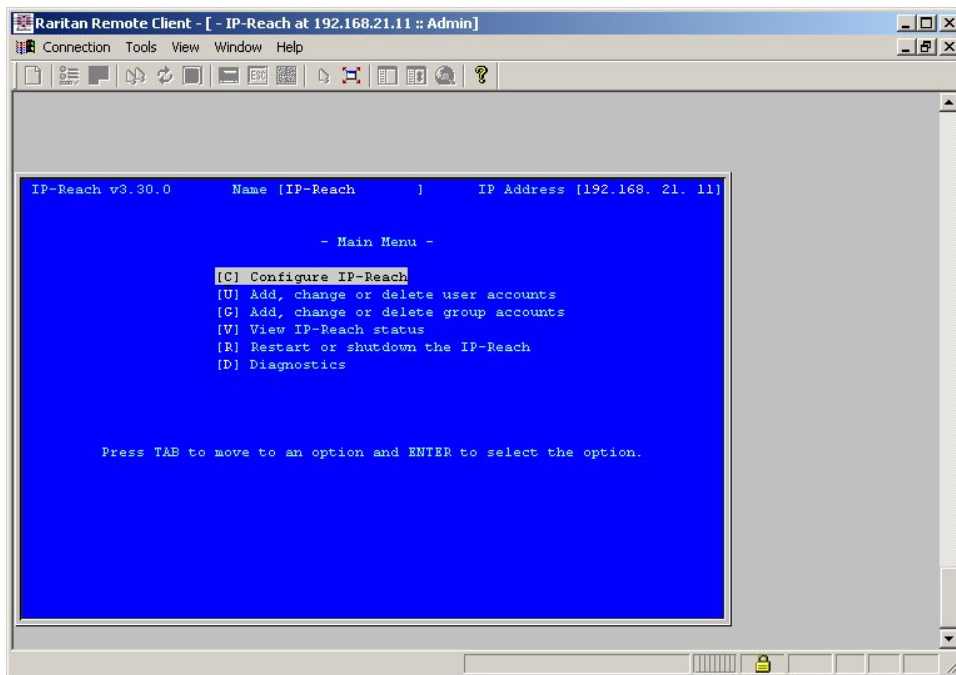 Raritan Remote Client - [ - IP-Reach at 192.168.21.11 :: Admin]
Connection Tools View Window Help
ESC
IP-Reach v3.30.0 Name [IP-Reach ] IP Address [192.168. 21. 11]
- Main Menu -
[C] Configure IP-Reach
[U] Add, change or delete user accounts
[G] Add, change or delete group accounts
[V] View IP-Reach status
[R] Restart or shutdown the IP-Reach
[D] Diagnostics
Press TAB to move to an option and ENTER to select the option.